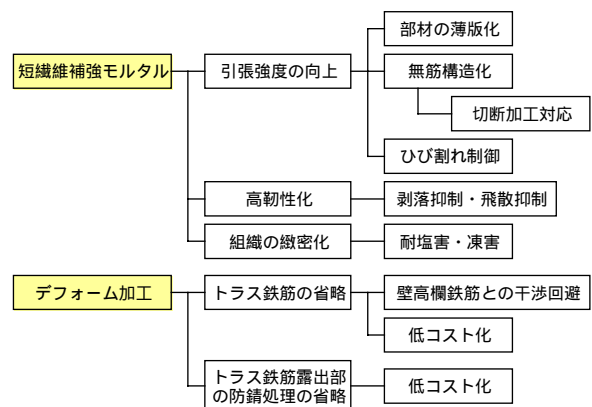 部材の薄版化
短繊維補強モルタル
引張強度の向上
無筋構造化
切断加工対応
ひび割れ制御
高靭性化
剥落抑制・飛散抑制
組織の緻密化
耐塩害・凍害
デフォーム加工
トラス鉄筋の省略
壁高欄鉄筋との干渉回避
低コスト化
トラス鉄筋露出部
の防錆処理の省略
低コスト化